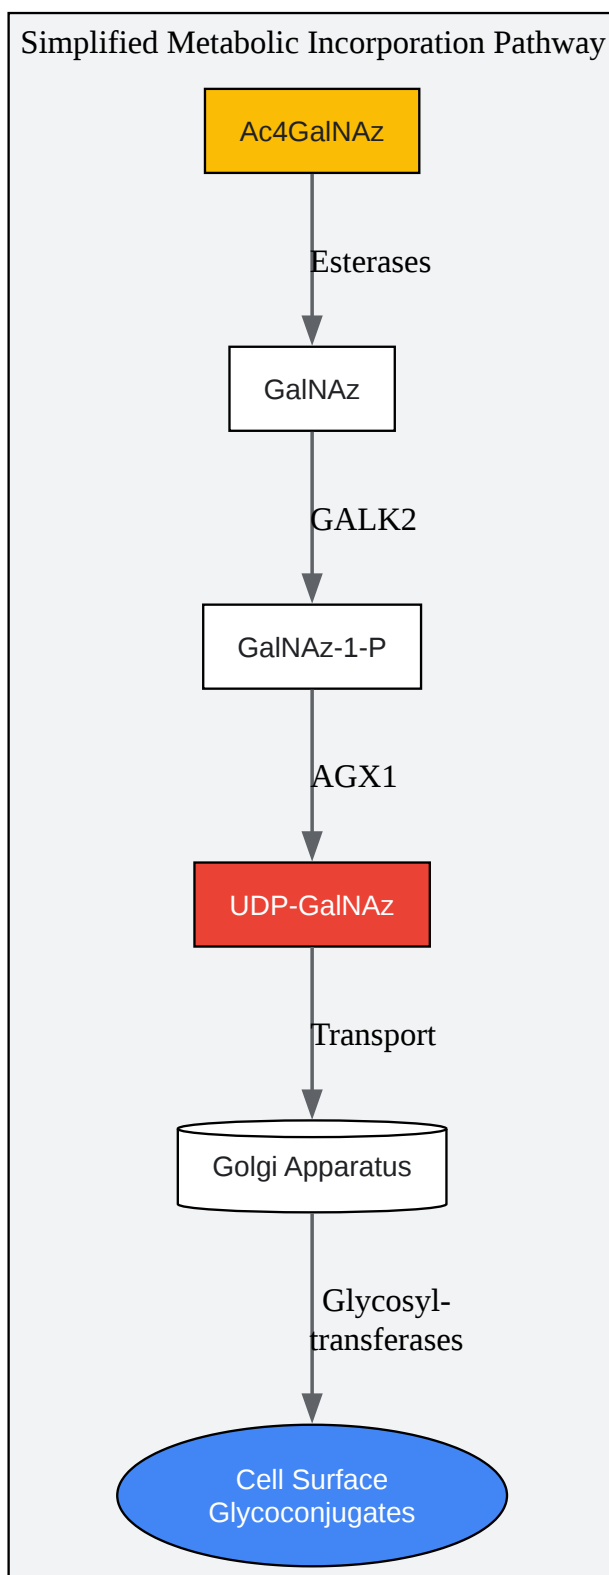 Simplified Metabolic Incorporation Pathway
Ac4GalNAz
Esterases
GalNAz
GALK2
GalNAz-1-P
AGX1
UDP-GalNAz
Transport
Golgi Apparatus
Glycosyl-
transferases
Cell Surface
Glycoconjugates